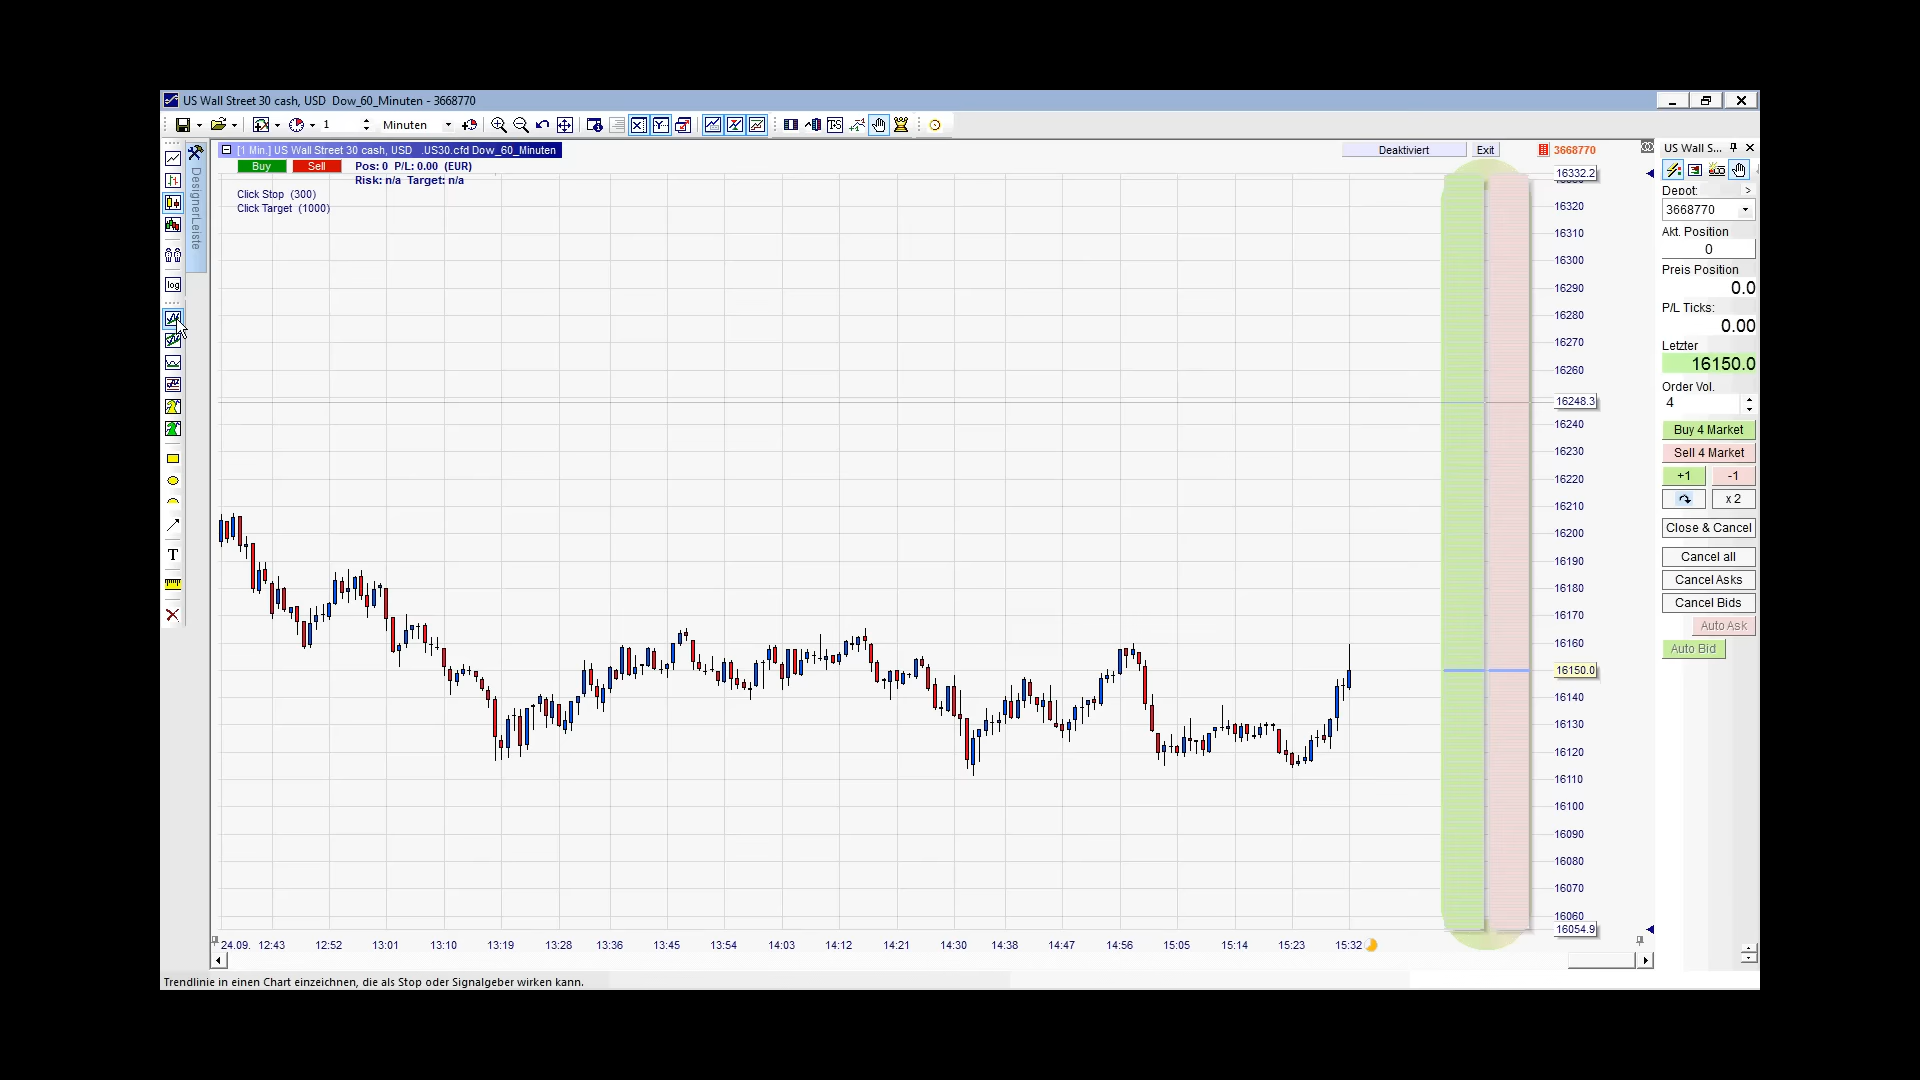 US Wall Street 30 cash, USD Dow_60_Minuten - 3668770
1 Minuten
[1 Min.] US Wall Street 30 cash, USD .US30.cfd Dow_60_Minuten
Deaktiviert Exit 3668770
Buy Sell Pos: 0 P/L: 0.00 (EUR)
Risk: n/a Target: n/a
Click Stop (300)
Click Target (1000)
DesignerLeiste
log
T
16332.2
16320
16310
16300
16290
16280
16270
16260
16248.3
16240
16230
16220
16210
16200
16190
16180
16170
16160
16150.0
16140
16130
16120
16110
16100
16090
16080
16070
16060
16054.9
24.09. 12:43 12:52 13:01 13:10 13:19 13:28 13:36 13:45 13:54 14:03 14:12 14:21 14:30 14:38 14:47 14:56 15:05 15:14 15:23 15:32
US Wall S...
Depot: >
3668770
Akt. Position
0
Preis Position
0.0
P/L Ticks:
0.00
Letzter
16150.0
Order Vol.
4
Buy 4 Market
Sell 4 Market
+1 -1
x 2
Close & Cancel
Cancel all
Cancel Asks
Cancel Bids
Auto Ask
Auto Bid
Trendlinie in einen Chart einzeichnen, die als Stop oder Signalgeber wirken kann.